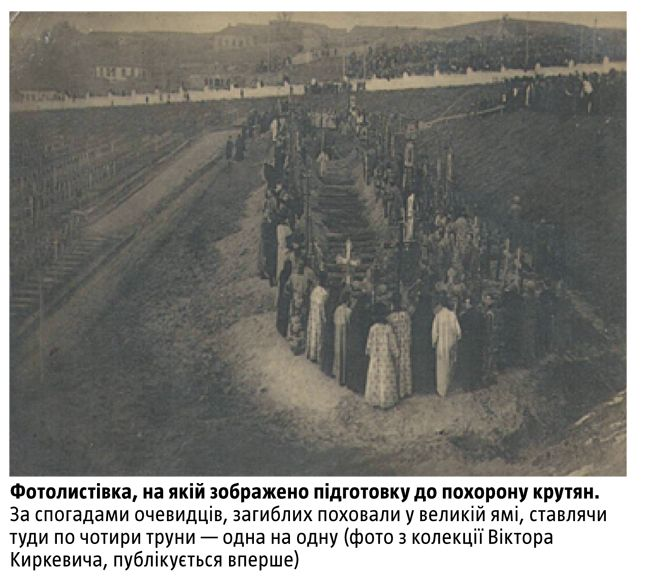 Фотолистівка, на якій зображено підготовку до похорону крутян.
За спогадами очевидців, загиблих поховали у великій ямі, ставлячи
туди по чотири труни — одна на одну (фото з колекції Віктора
Киркевича, публікується вперше)